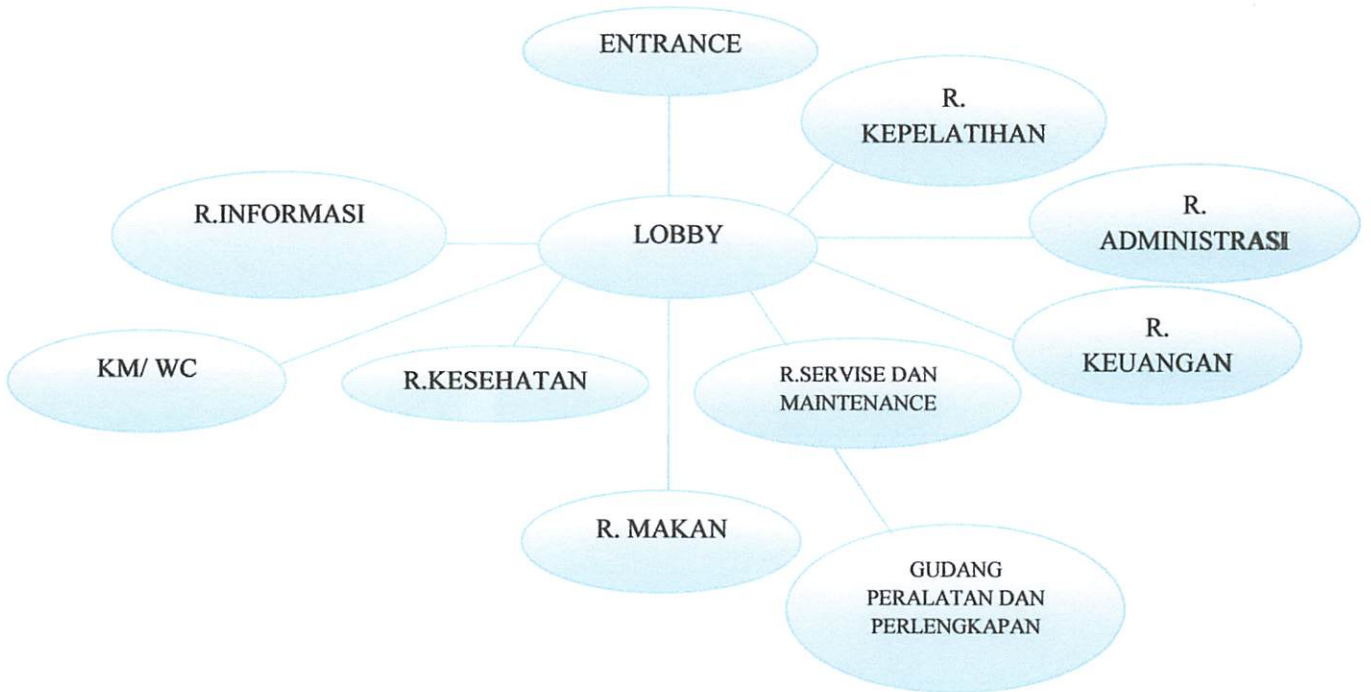 ENTRANCE
R.
KEPELATIHAN
R.INFORMASI
LOBBY
R.
ADMINISTRASI
KM/ WC
R.KESEHATAN
R.SERVISE DAN
MAINTENANCE
R.
KEUANGAN
R. MAKAN
GUDANG
PERALATAN DAN
PERLENGKAPAN